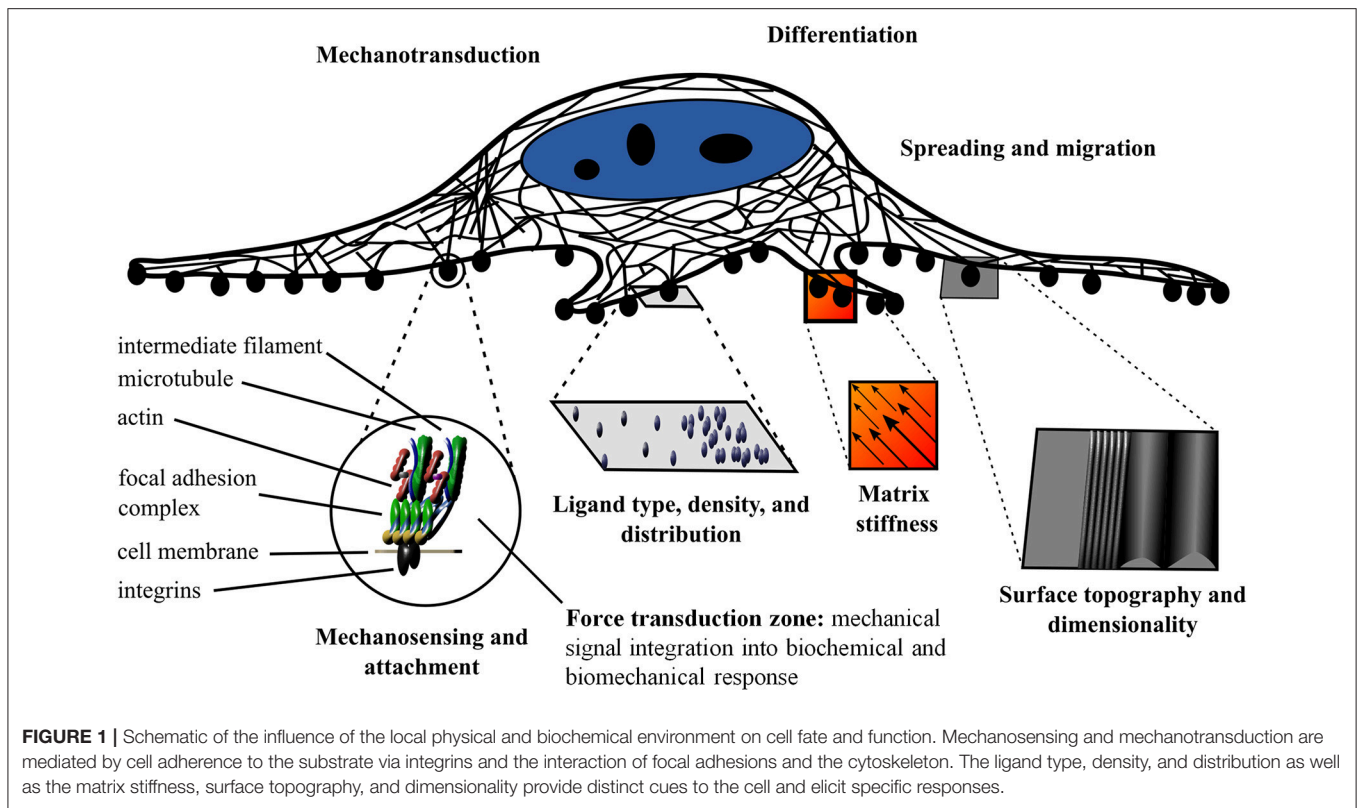 Differentiation
Mechanotransduction
Spreading and migration
intermediate filament
microtubule
actin
focal adhesion
complex
cell membrane
integrins
Mechanosensing and
attachment
Ligand type, density, and
distribution
Matrix
stiffness
Surface topography and
dimensionality
Force transduction zone: mechanical
signal integration into biochemical and
biomechanical response
FIGURE 1 | Schematic of the influence of the local physical and biochemical environment on cell fate and function. Mechanosensing and mechanotransduction are
mediated by cell adherence to the substrate via integrins and the interaction of focal adhesions and the cytoskeleton. The ligand type, density, and distribution as well
as the matrix stiffness, surface topography, and dimensionality provide distinct cues to the cell and elicit specific responses.